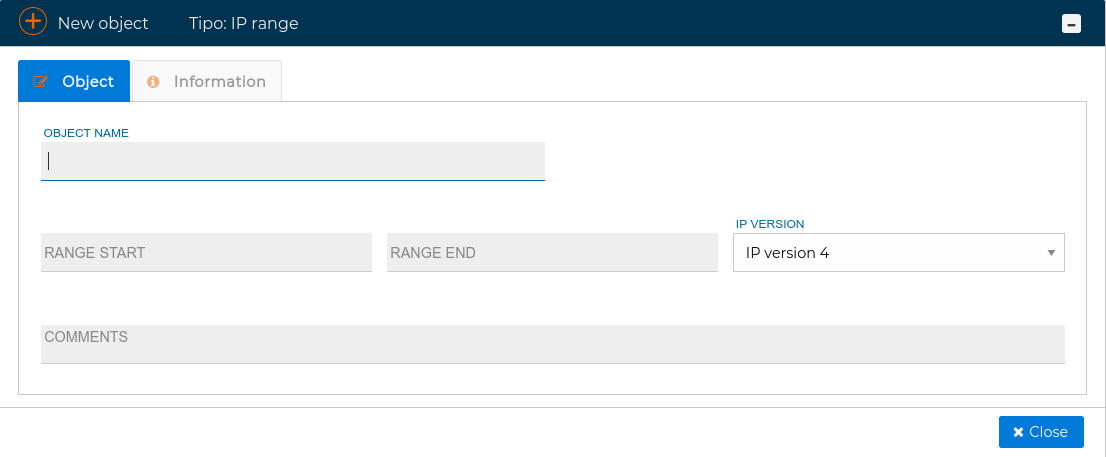 New object Tipo: IP range
Object Information
OBJECT NAME
IP VERSION
RANGE START RANGE END IP version 4
COMMENTS
Close